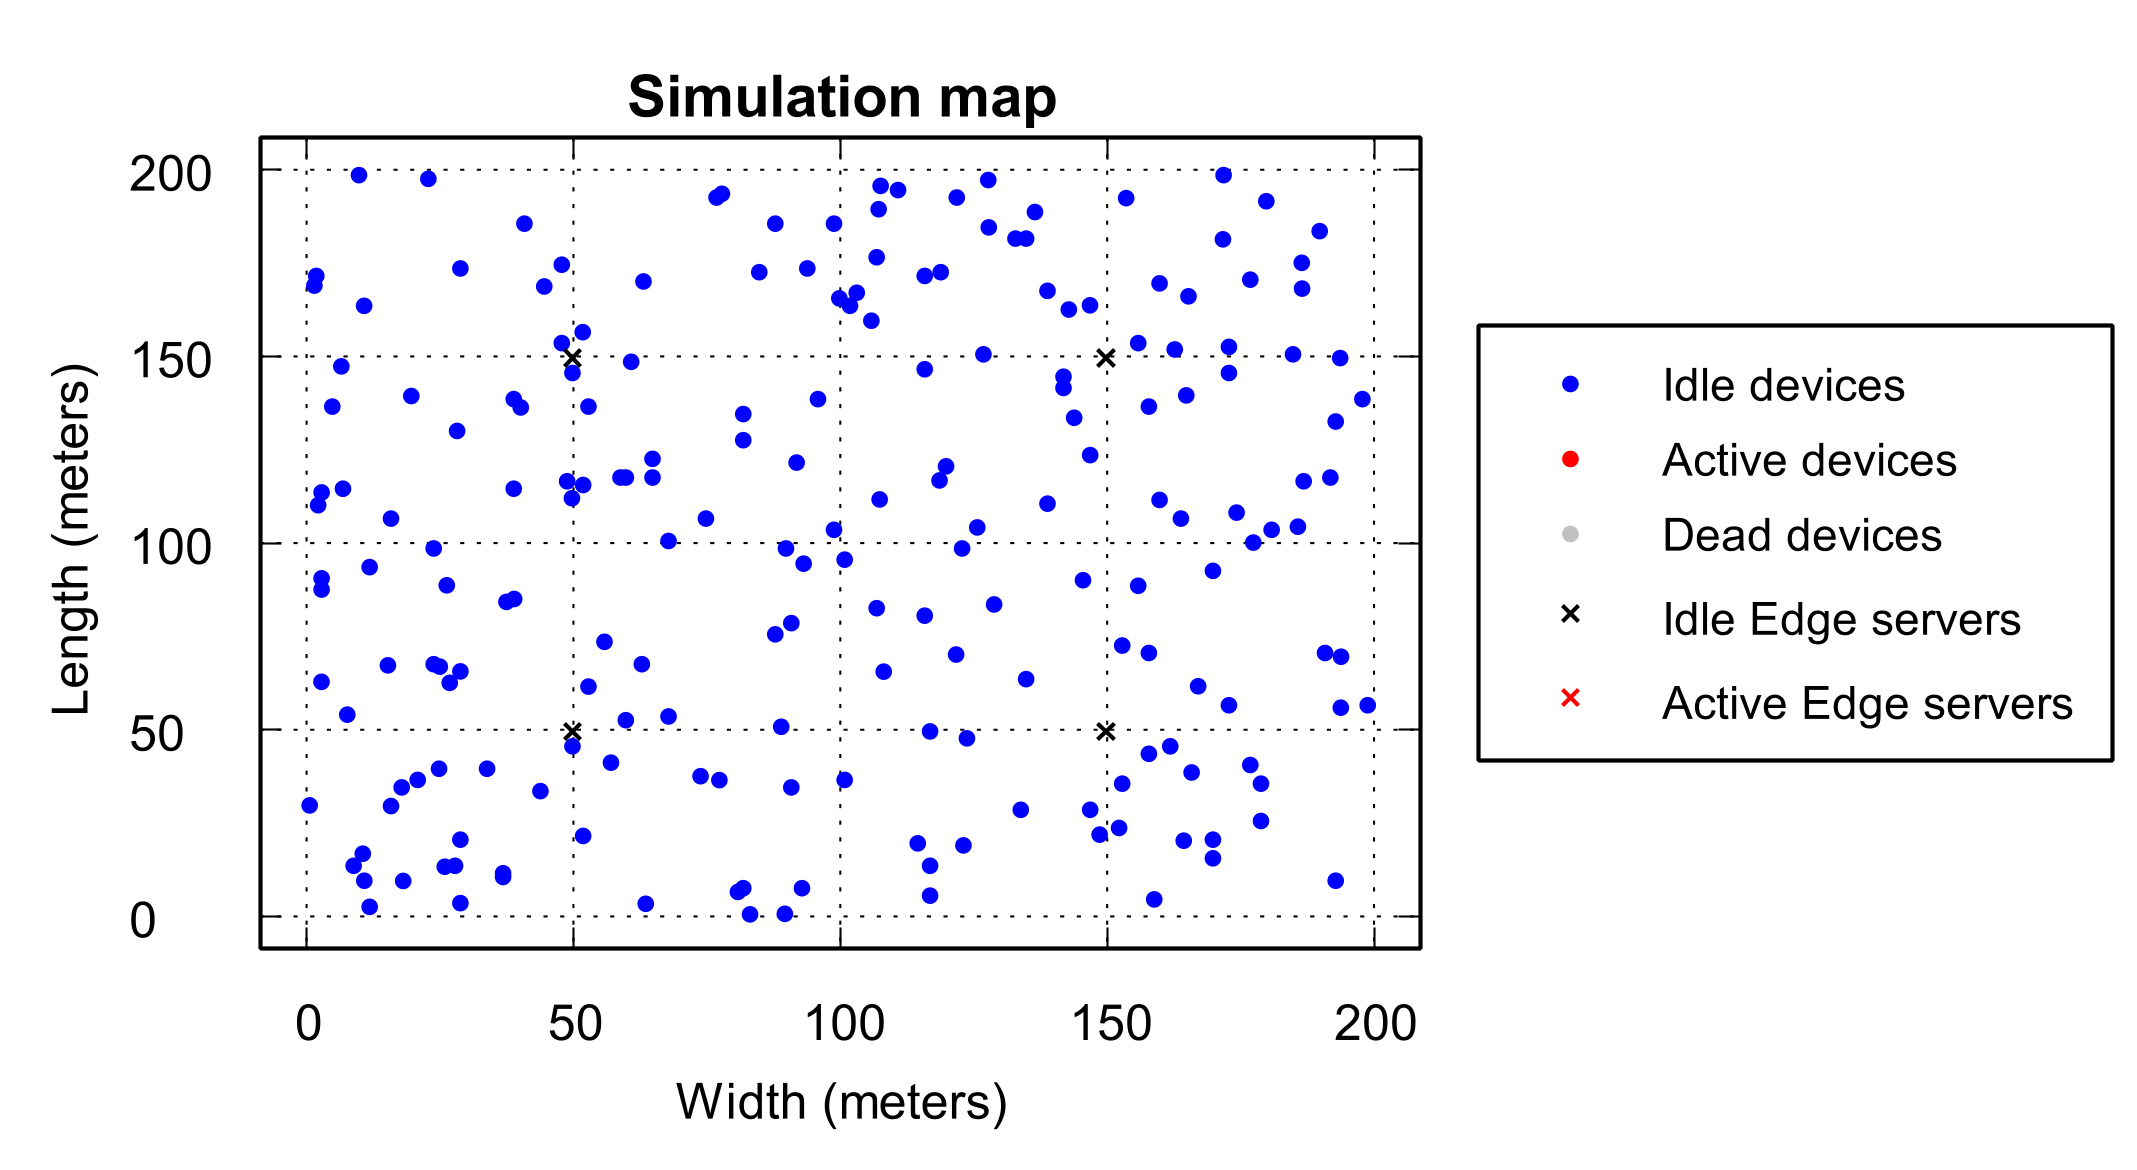 Simulation map
200
150
100
50
0
Length (meters)
0 50 100 150 200
Width (meters)
Idle devices
Active devices
Dead devices
Idle Edge servers
Active Edge servers